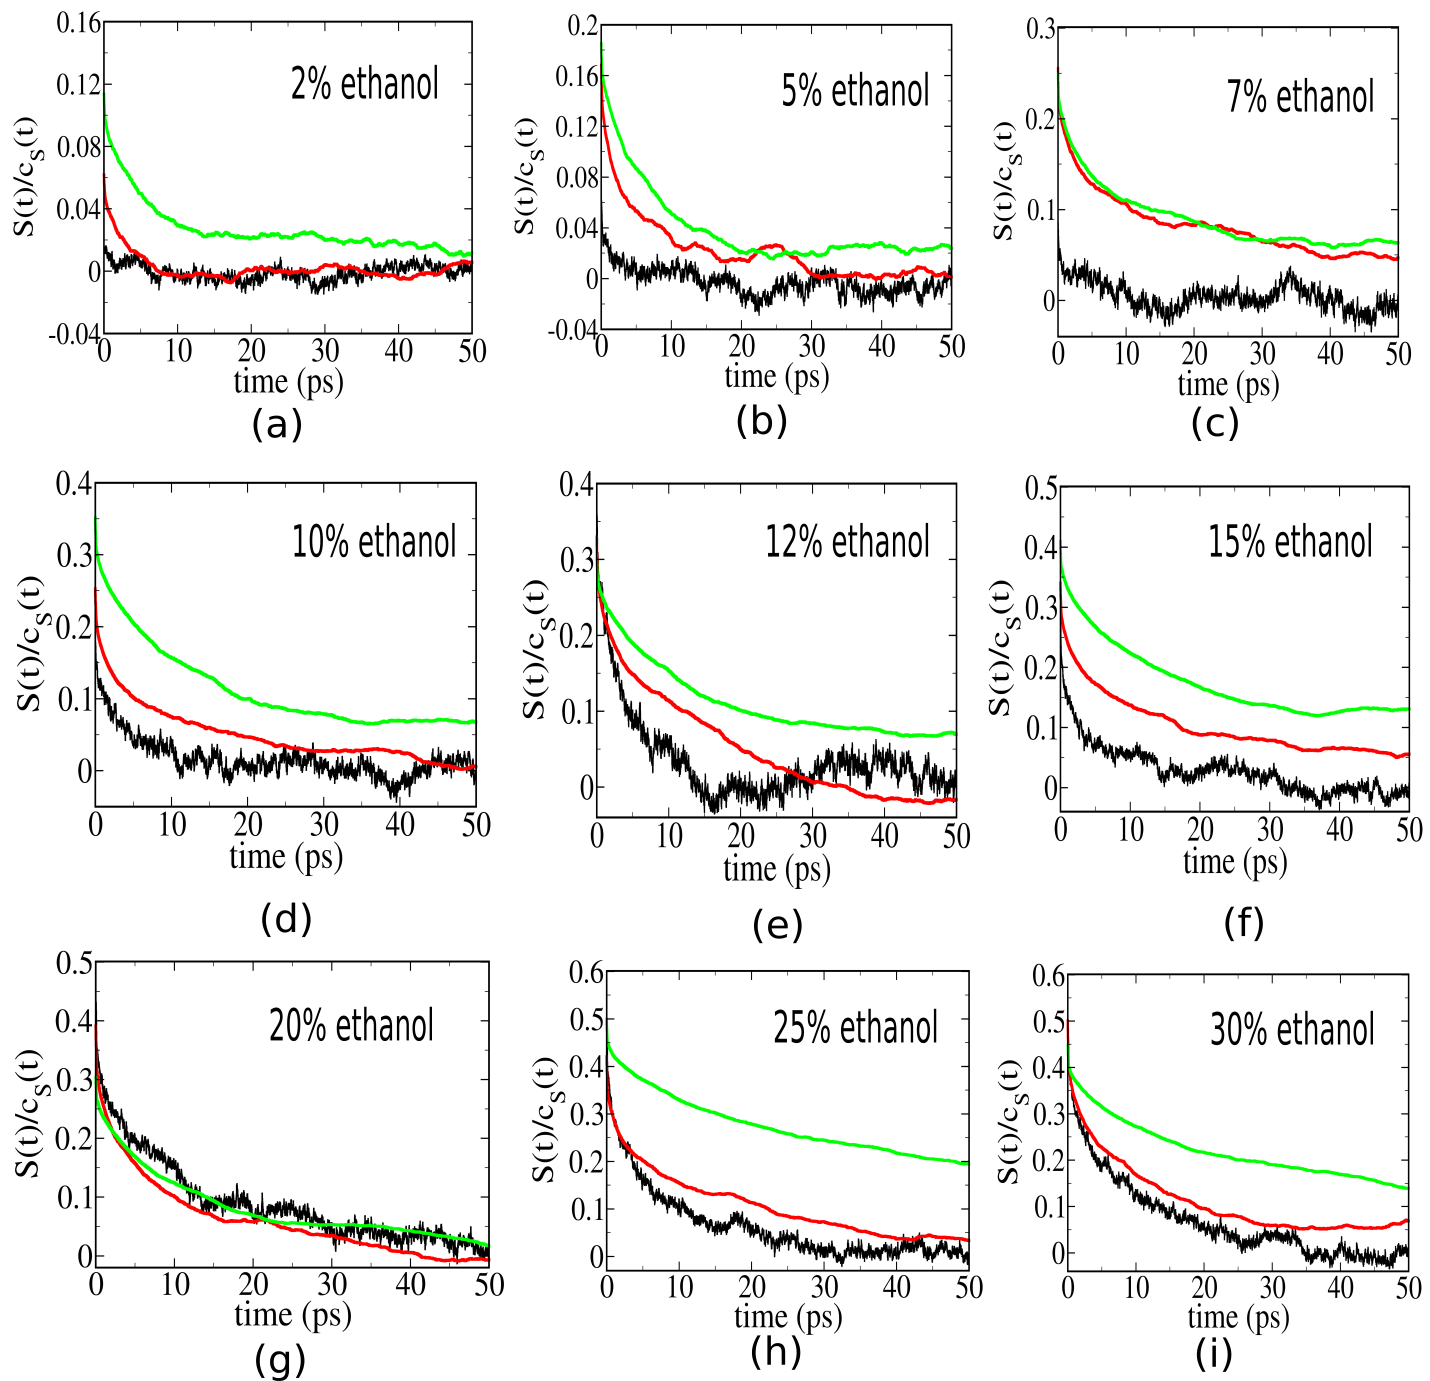 0.16
0.12
0.08
0.04
0
-0.04
S(t)/c_S(t)
2% ethanol
0 10 20 30 40 50
time (ps)
(a)
0.2
0.16
0.12
0.08
0.04
0
-0.04
S(t)/c_S(t)
5% ethanol
0 10 20 30 40 50
time (ps)
(b)
0.3
0.2
0.1
0
S(t)/c_S(t)
7% ethanol
0 10 20 30 40 50
time (ps)
(c)
0.4
0.3
0.2
0.1
0
S(t)/c_S(t)
10% ethanol
0 10 20 30 40 50
time (ps)
(d)
0.4
0.3
0.2
0.1
0
S(t)/c_S(t)
12% ethanol
0 10 20 30 40 50
time (ps)
(e)
0.5
0.4
0.3
0.2
0.1
0
S(t)/c_S(t)
15% ethanol
0 10 20 30 40 50
time (ps)
(f)
0.5
0.4
0.3
0.2
0.1
0
S(t)/c_S(t)
20% ethanol
0 10 20 30 40 50
time (ps)
(g)
0.6
0.5
0.4
0.3
0.2
0.1
0
S(t)/c_S(t)
25% ethanol
0 10 20 30 40 50
time (ps)
(h)
0.6
0.5
0.4
0.3
0.2
0.1
0
S(t)/c_S(t)
30% ethanol
0 10 20 30 40 50
time (ps)
(i)